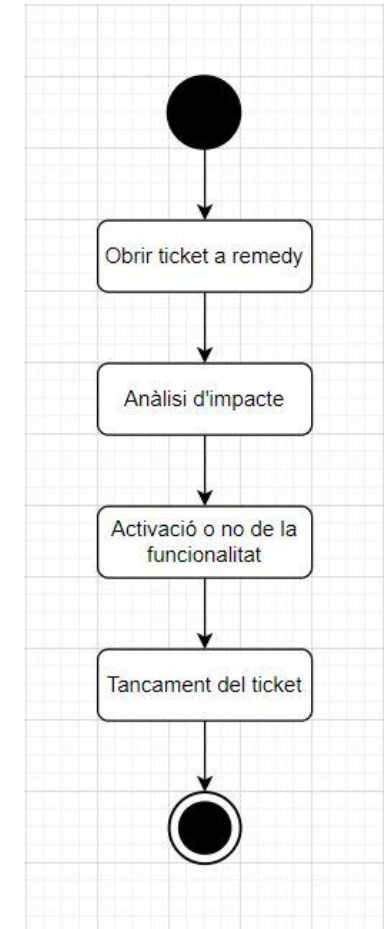 Obrir ticket a remedy
Anàlisi d'impacte
Activació o no de la
funcionalitat
Tancament del ticket